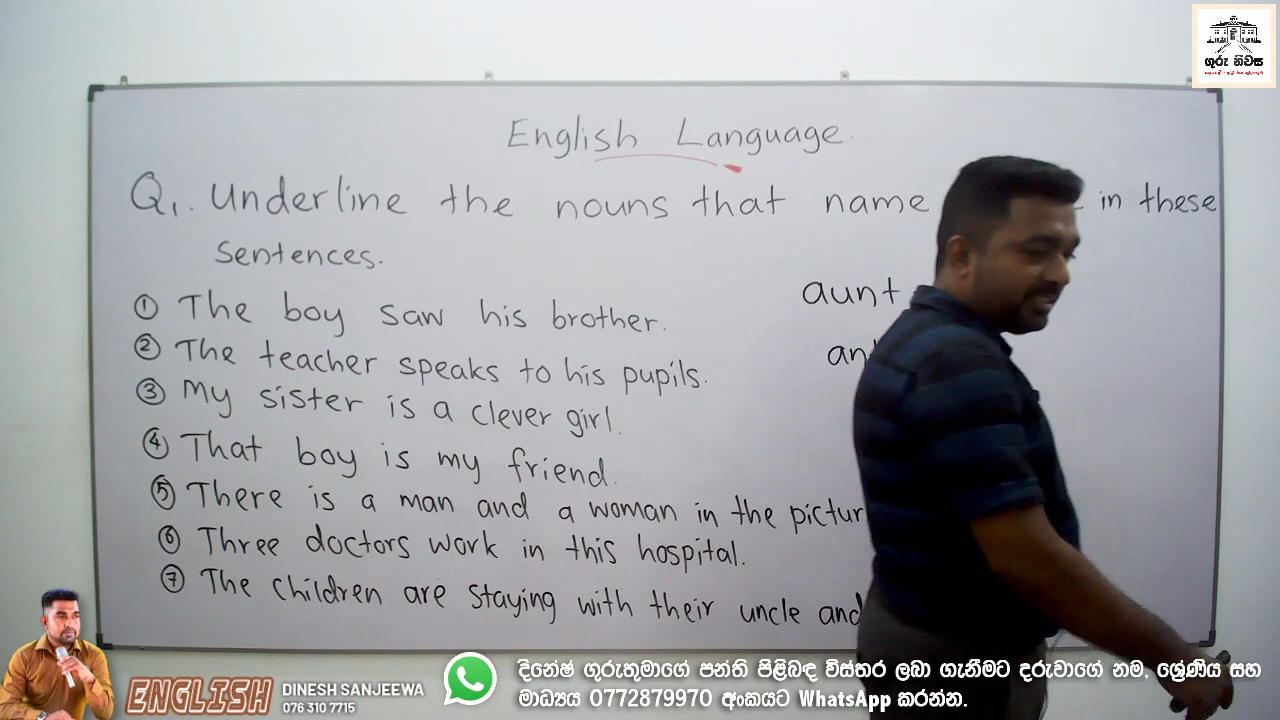 ගුරු නිවස
English Language.
Q1. Underline the nouns that name in these
sentences.
① The boy saw his brother.
② The teacher speaks to his pupils.
③ My sister is a clever girl.
④ That boy is my friend.
⑤ There is a man and a woman in the pictur
⑥ Three doctors work in this hospital.
⑦ The children are staying with their uncle and
aunt
an
ENGLISH
DINESH SANJEEWA
076 310 7715
දිනේෂ් ගුරුතුමාගේ පන්ති පිළිබඳ විස්තර ලබා ගැනීමට දරුවාගේ නම, ශ්‍රේණිය සහ
මාධ්‍යය 0772879970 අංකයට WhatsApp කරන්න.